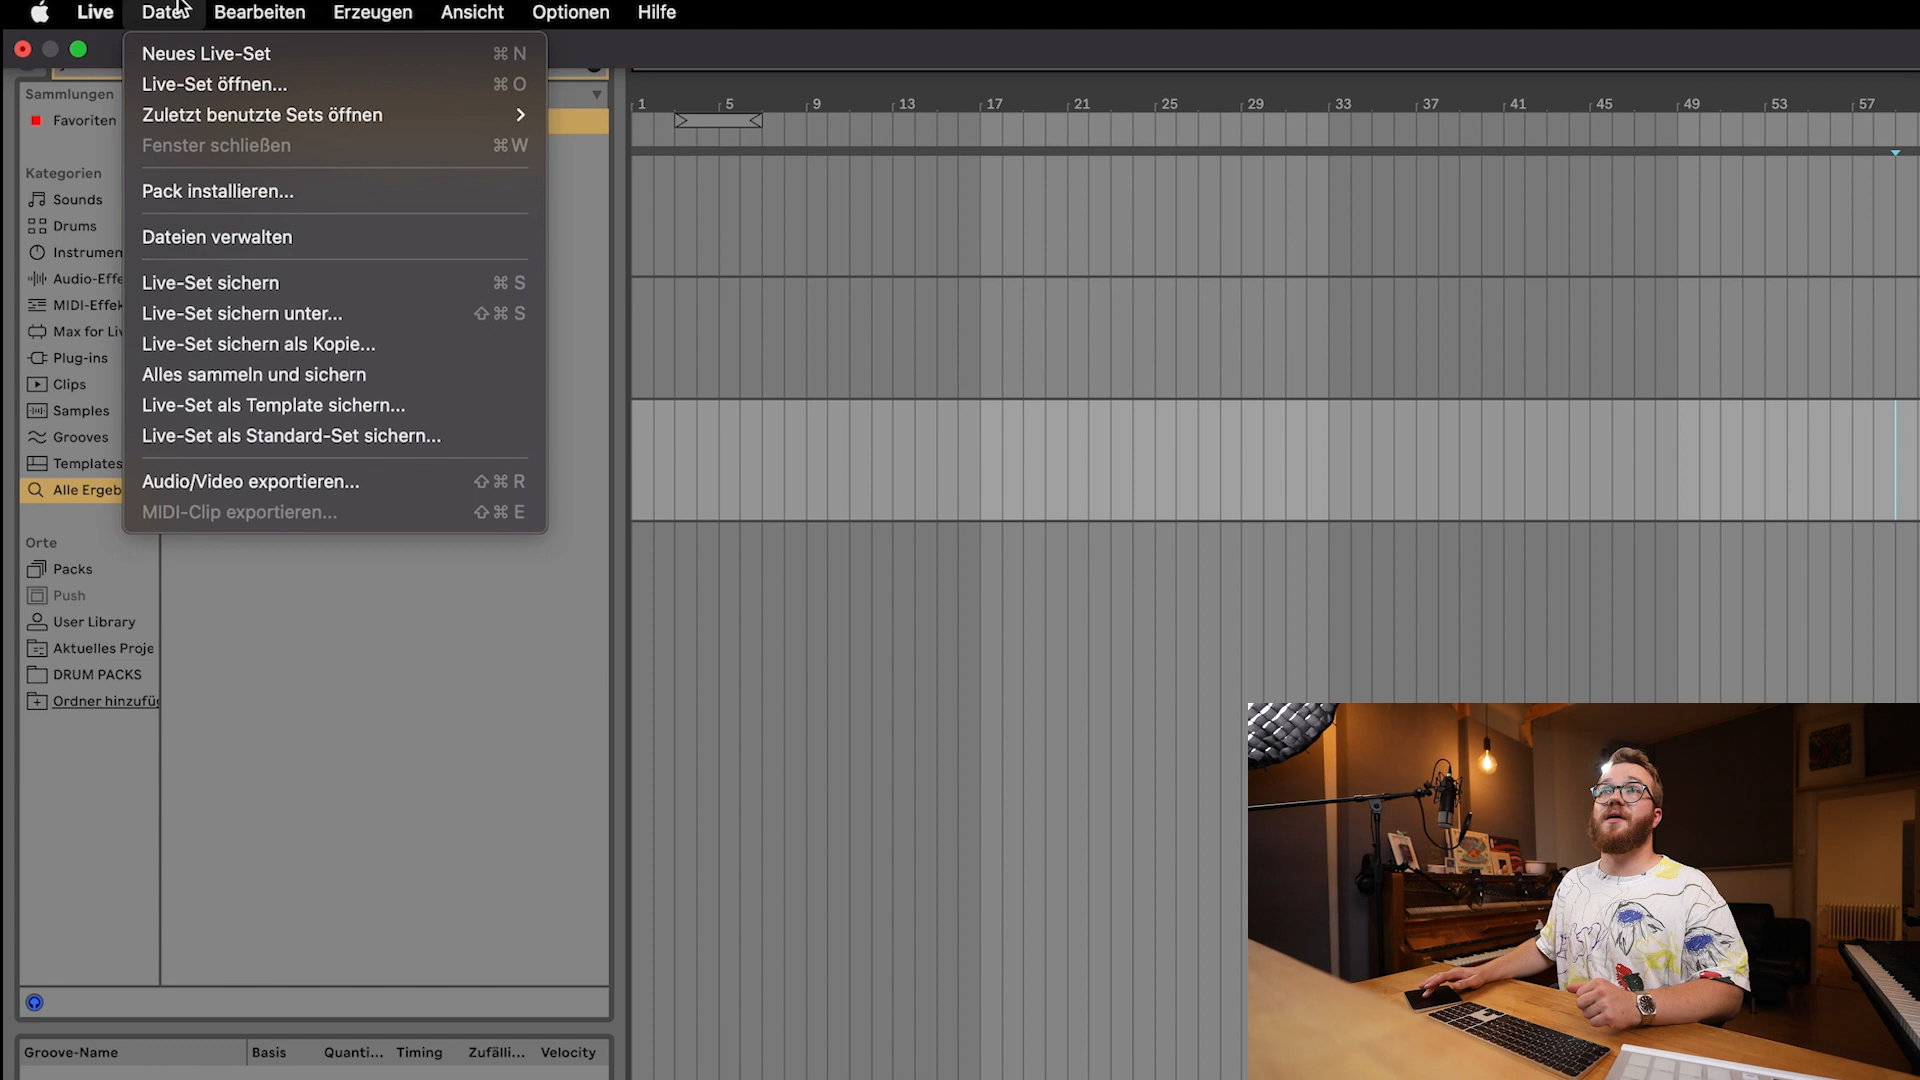 Live Datei Bearbeiten Erzeugen Ansicht Optionen Hilfe
Neues Live-Set ⌘ N
Live-Set öffnen... ⌘ O
Zuletzt benutzte Sets öffnen
Fenster schließen ⌘ W
Pack installieren...
Dateien verwalten
Live-Set sichern ⌘ S
Live-Set sichern unter... ⇧ ⌘ S
Live-Set sichern als Kopie...
Alles sammeln und sichern
Live-Set als Template sichern...
Live-Set als Standard-Set sichern...
Audio/Video exportieren... ⇧ ⌘ R
MIDI-Clip exportieren... ⇧ ⌘ E
Sammlungen
Favoriten
Kategorien
Sounds
Drums
Instrumen
Audio-Effe
MIDI-Effek
Max for Liv
Plug-ins
Clips
Samples
Grooves
Templates
Alle Ergeb
Orte
Packs
Push
User Library
Aktuelles Proje
DRUM PACKS
Ordner hinzufüg
1 5 9 13 17 21 25 29 33 37 41 45 49 53 57
Groove-Name Basis Quanti... Timing Zufälli... Velocity